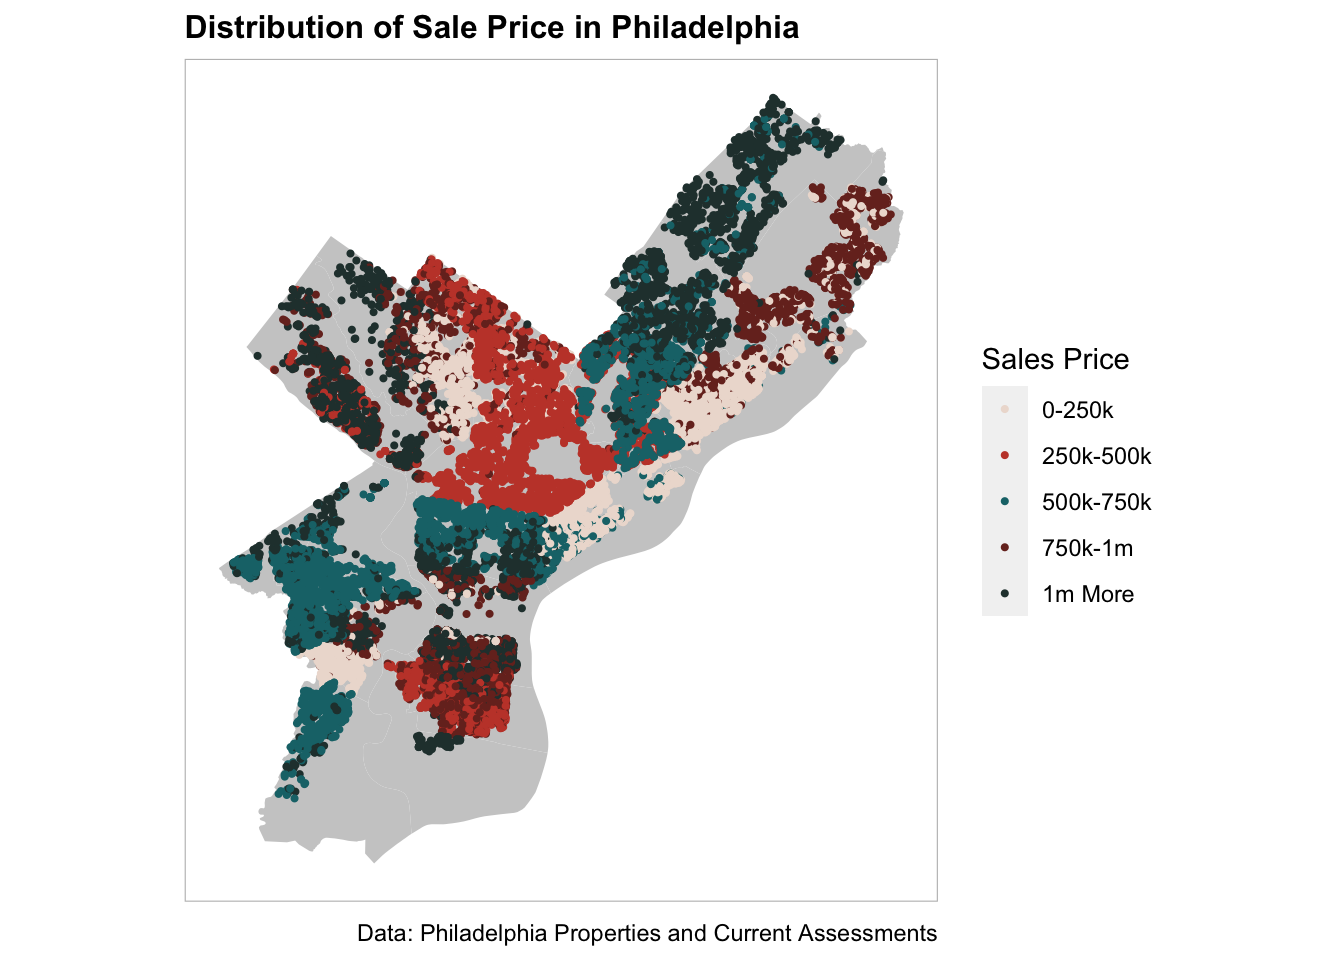 Distribution of Sale Price in Philadelphia
Sales Price
0-250k
250k-500k
500k-750k
750k-1m
1m More
Data: Philadelphia Properties and Current Assessments